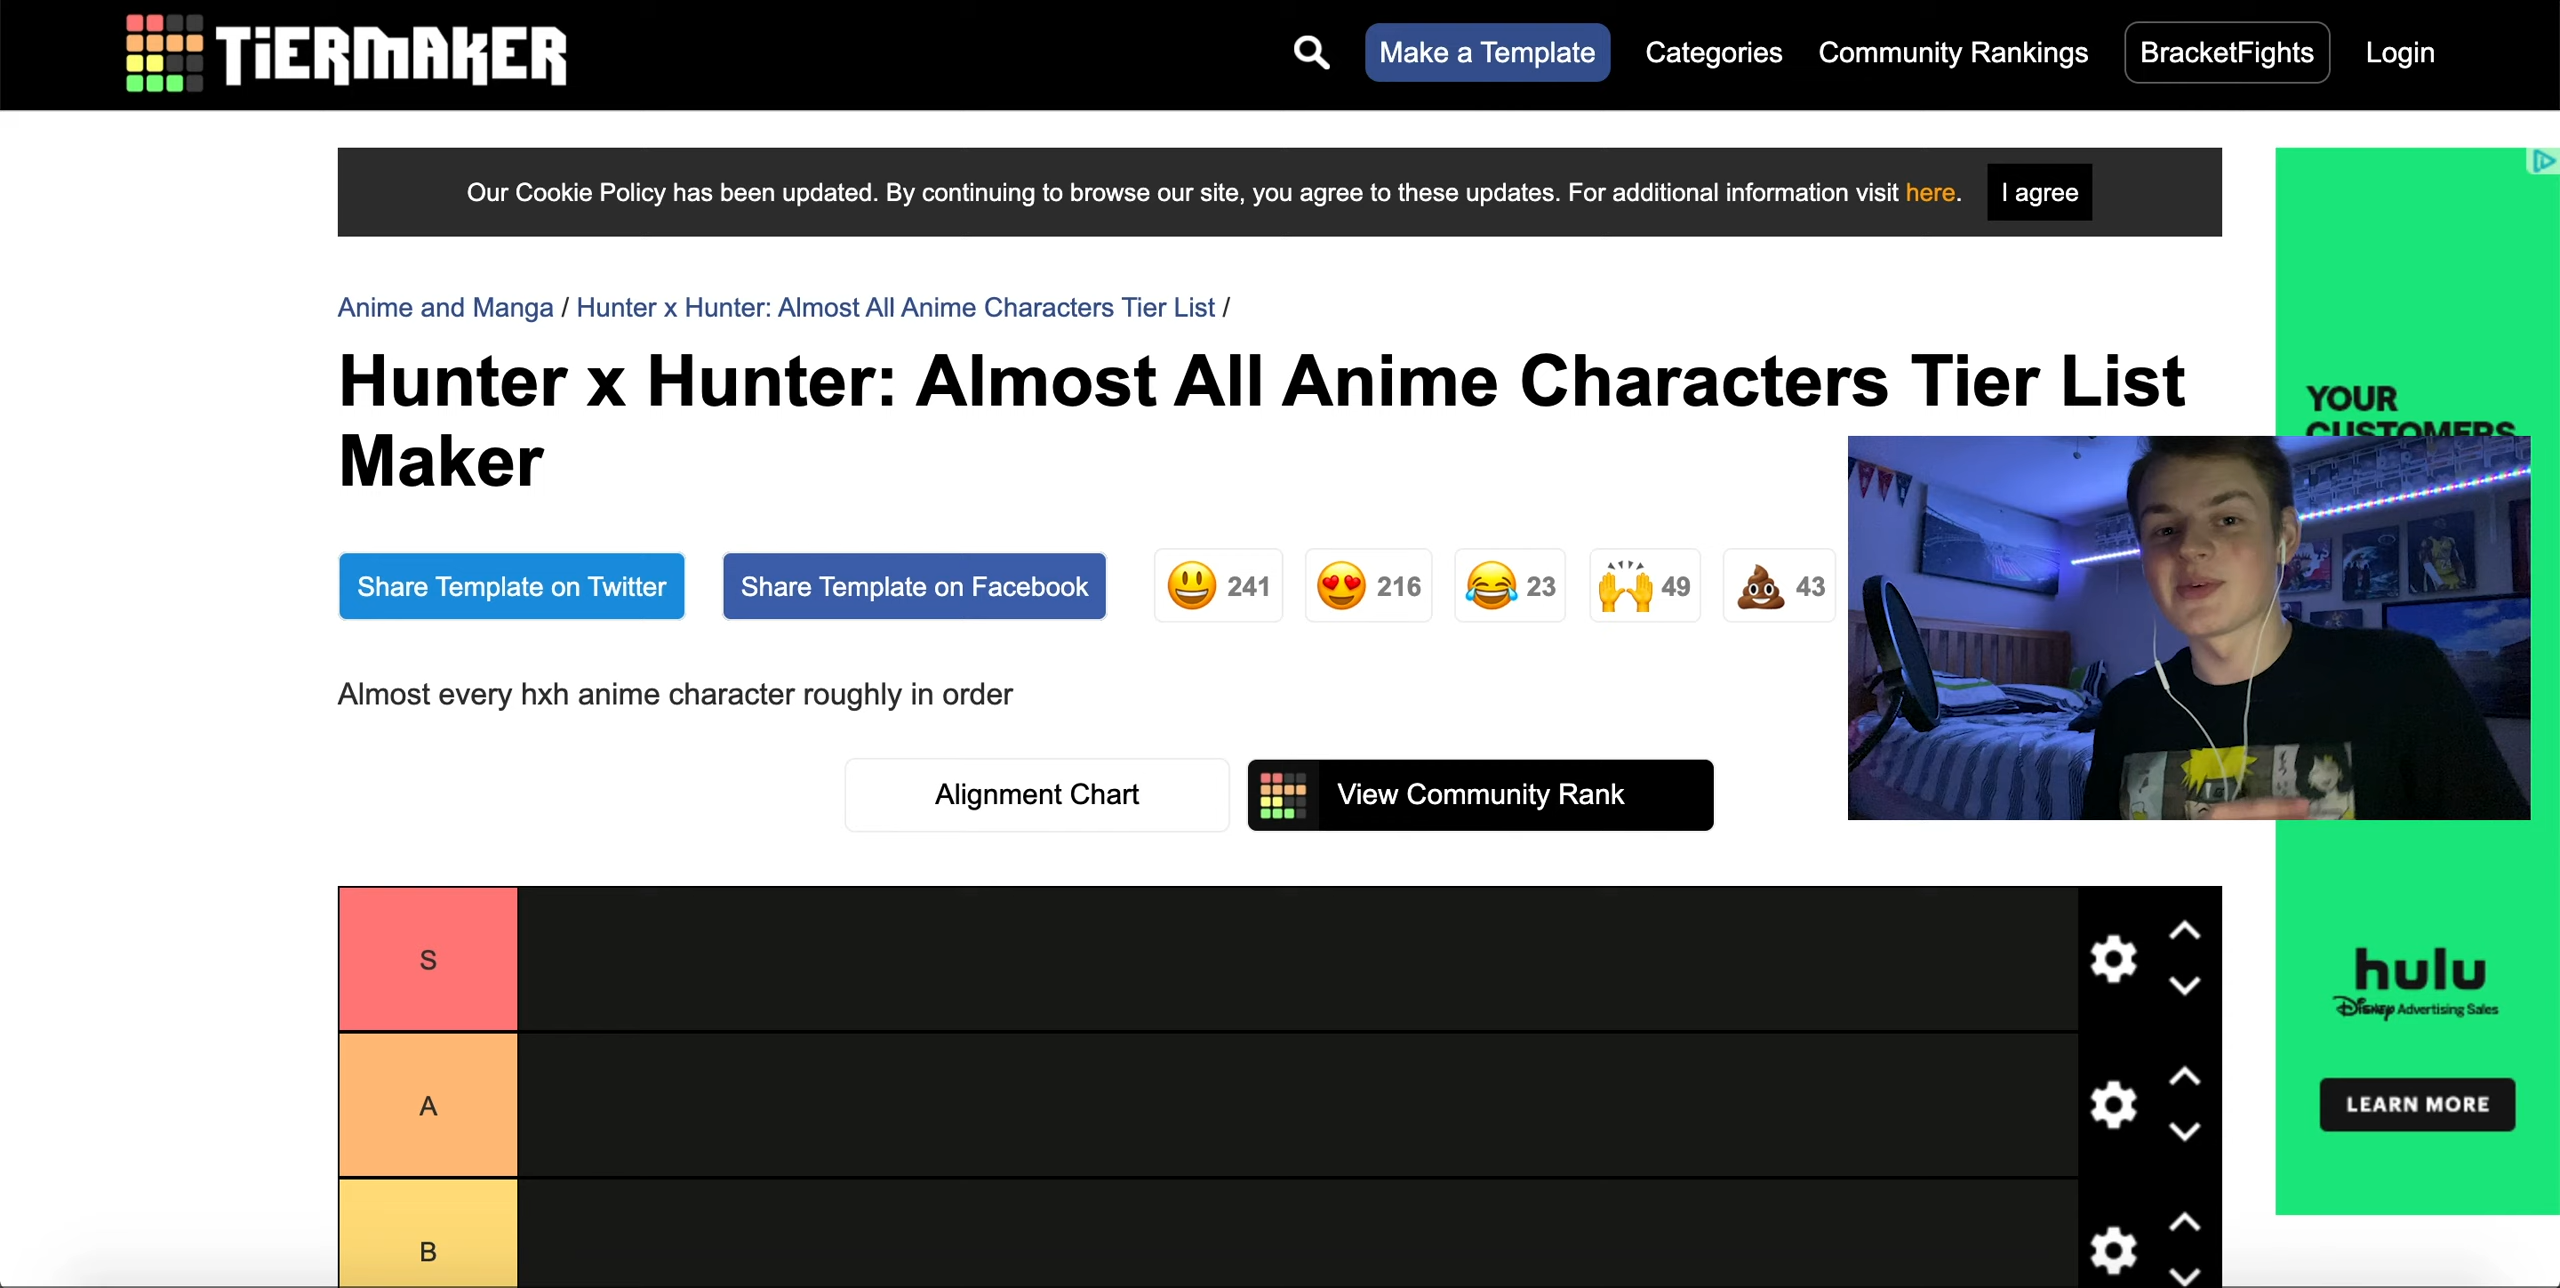 TiERMAKER
Make a Template
Categories
Community Rankings
BracketFights
Login
Our Cookie Policy has been updated. By continuing to browse our site, you agree to these updates. For additional information visit here.
I agree
Anime and Manga / Hunter x Hunter: Almost All Anime Characters Tier List /
Hunter x Hunter: Almost All Anime Characters Tier List
Maker
YOUR
CUSTOMERS
Share Template on Twitter
Share Template on Facebook
241
216
23
49
43
Almost every hxh anime character roughly in order
Alignment Chart
View Community Rank
S
A
B
hulu
Disney Advertising Sales
LEARN MORE